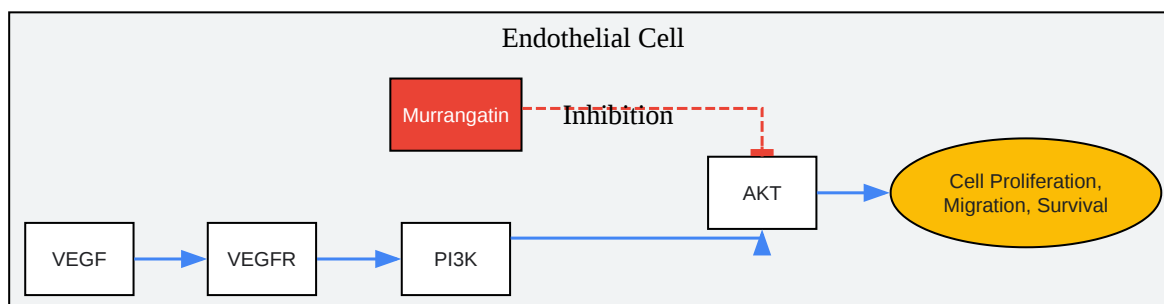 Endothelial Cell
Murrangatin
Inhibition
AKT
Cell Proliferation,
Migration, Survival
VEGF
VEGFR
PI3K